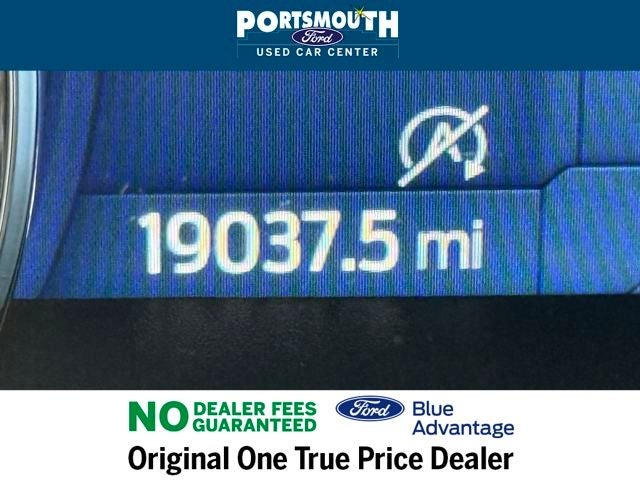 PORTSMOUTH
Ford
USED CAR CENTER
A
19037.5 mi
NO DEALER FEES GUARANTEED
Ford Blue Advantage
Original One True Price Dealer